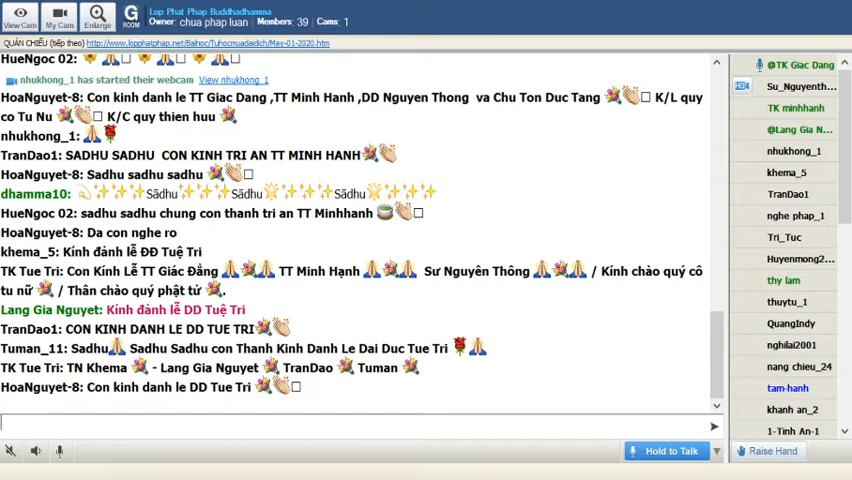 View Cam
My Cam
Enlarge
G
ROOM
Lop Phat Phap Buddhadhamma
Owner: chua phap luan Members: 39 Cams: 1
QUÁN CHIẾU (tiếp theo) http://www.lopphatphap.net/Baihoc/Tuhocmuadaidich/May-01-2020.htm
HueNgoc 02:
nhukhong_1 has started their webcam View nhukhong_1
HoaNguyet-8: Con kinh danh le TT Giac Dang ,TT Minh Hanh ,DD Nguyen Thong va Chu Ton Duc Tang K/L quy
co Tu Nu K/C quy thien huu
nhukhong_1:
TranDao1: SADHU SADHU CON KINH TRI AN TT MINH HANH
HoaNguyet-8: Sadhu sadhu sadhu
dhamma10: Sādhu Sādhu Sādhu
HueNgoc 02: sadhu sadhu chung con thanh tri an TT Minhhanh
HoaNguyet-8: Da con nghe ro
khema_5: Kính đảnh lễ ĐĐ Tuệ Trí
TK Tue Tri: Con Kính Lễ TT Giác Đẳng TT Minh Hạnh Sư Nguyên Thông / Kính chào quý cô
tu nữ / Thân chào quý phật tử .
Lang Gia Nguyet: Kính đảnh lễ DD Tuệ Trí
TranDao1: CON KINH DANH LE DD TUE TRI
Tuman_11: Sadhu Sadhu Sadhu con Thanh Kinh Danh Le Dai Duc Tue Tri
TK Tue Tri: TN Khema - Lang Gia Nguyet TranDao Tuman
HoaNguyet-8: Con kinh danh le DD Tue Tri
@TK Giac Dang
HD
Su_Nguyenth...
TK minhhanh
@Lang Gia N...
nhukhong_1
khema_5
TranDao1
nghe phap_1
Tri_Tuc
Huyenmong2...
thy lam
thuytu_1
QuangIndy
nghilai2001
nang chieu_24
tam-hanh
khanh an_2
1-Tinh An-1
Hold to Talk
Raise Hand